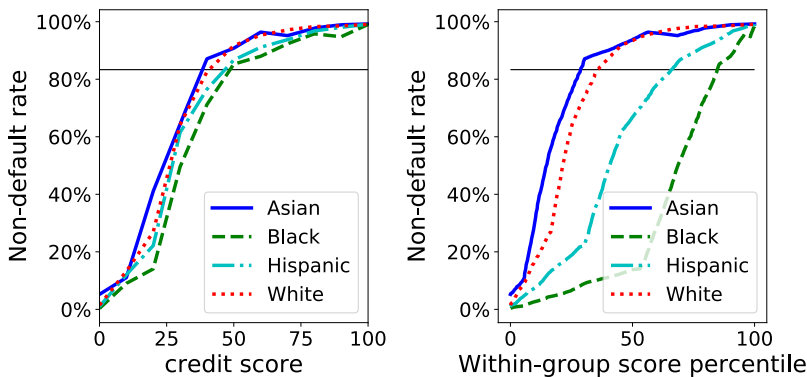 Non-default rate
100%
80%
60%
40%
20%
0%
Asian
Black
Hispanic
White
0
25
50
75
100
credit score
Non-default rate
100%
80%
60%
40%
20%
0%
Asian
Black
Hispanic
White
0
50
100
Within-group score percentile